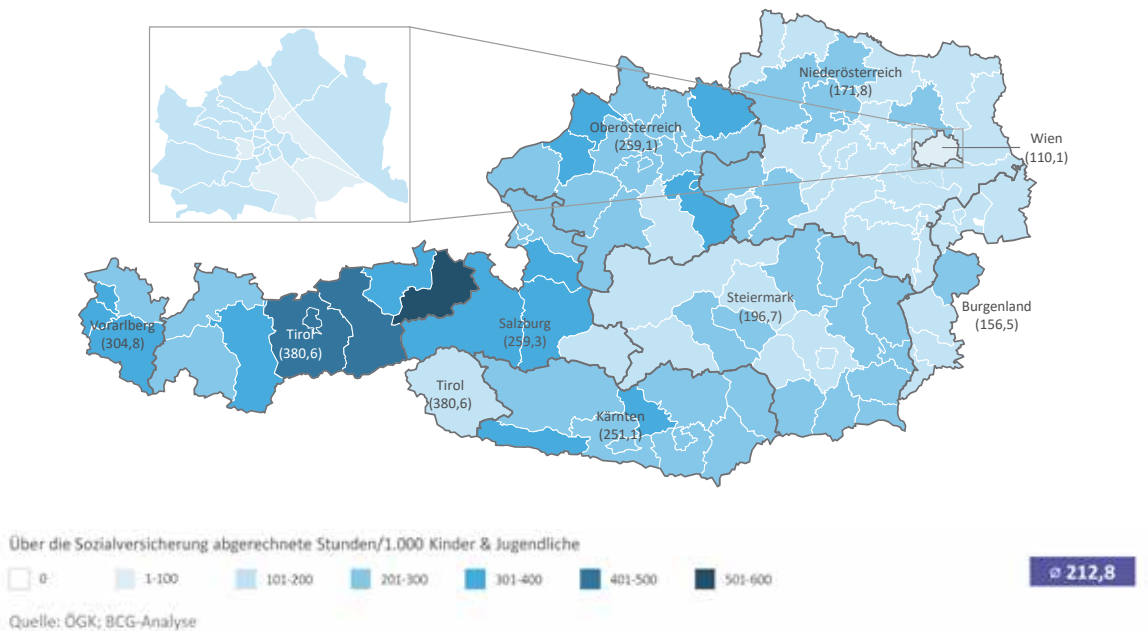 Niederösterreich
(171,8)
Oberösterreich
(259,1)
Wien
(110,1)
Vorarlberg
(304,8)
Tirol
(380,6)
Salzburg
(259,3)
Steiermark
(196,7)
Burgenland
(156,5)
Tirol
(380,6)
Kärnten
(251,1)
Über die Sozialversicherung abgerechnete Stunden/1.000 Kinder & Jugendliche
0 1-100 101-200 201-300 301-400 401-500 501-600
ø 212,8
Quelle: ÖGK; BCG-Analyse